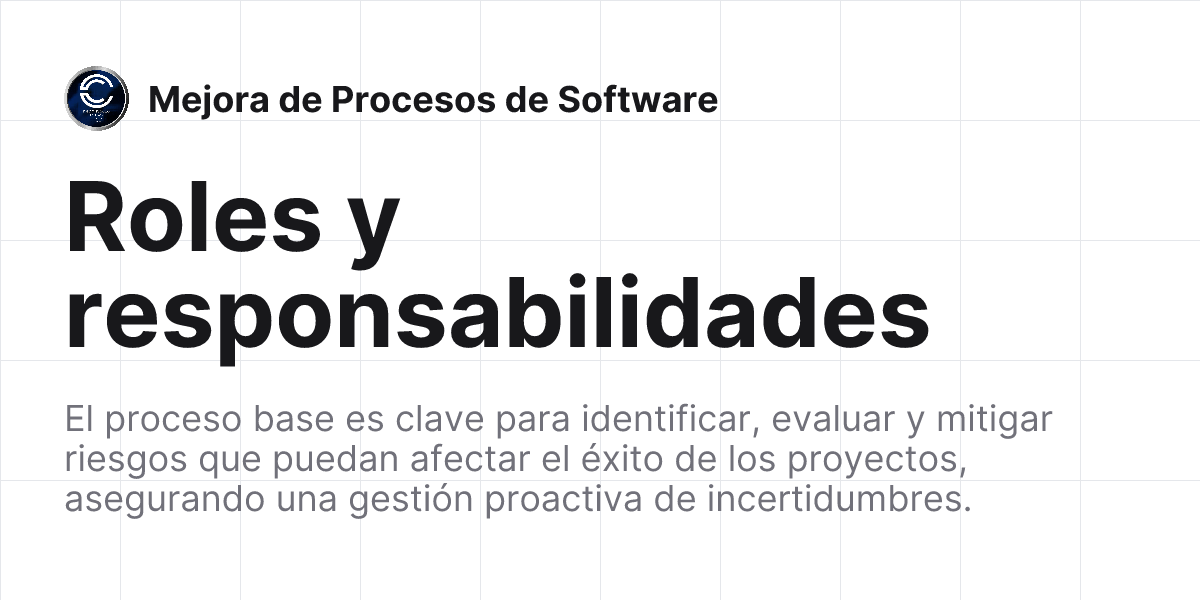 Mejora de Procesos de Software
Roles y
responsabilidades
El proceso base es clave para identificar, evaluar y mitigar
riesgos que puedan afectar el éxito de los proyectos,
asegurando una gestión proactiva de incertidumbres.